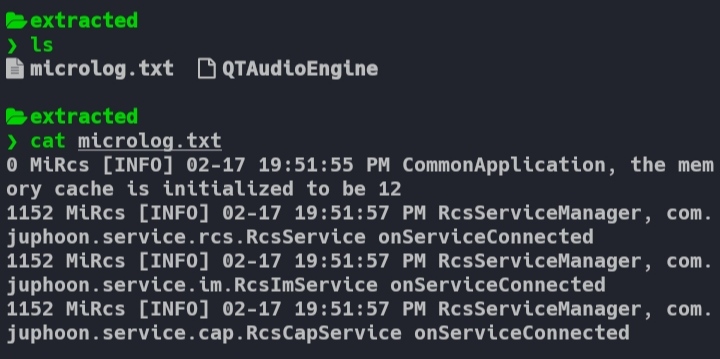 extracted
❯ ls
microlog.txt QTAudioEngine
extracted
❯ cat microlog.txt
0 MiRcs [INFO] 02-17 19:51:55 PM CommonApplication, the mem
ory cache is initialized to be 12
1152 MiRcs [INFO] 02-17 19:51:57 PM RcsServiceManager, com.
juphoon.service.rcs.RcsService onServiceConnected
1152 MiRcs [INFO] 02-17 19:51:57 PM RcsServiceManager, com.
juphoon.service.im.RcsImService onServiceConnected
1152 MiRcs [INFO] 02-17 19:51:57 PM RcsServiceManager, com.
juphoon.service.cap.RcsCapService onServiceConnected